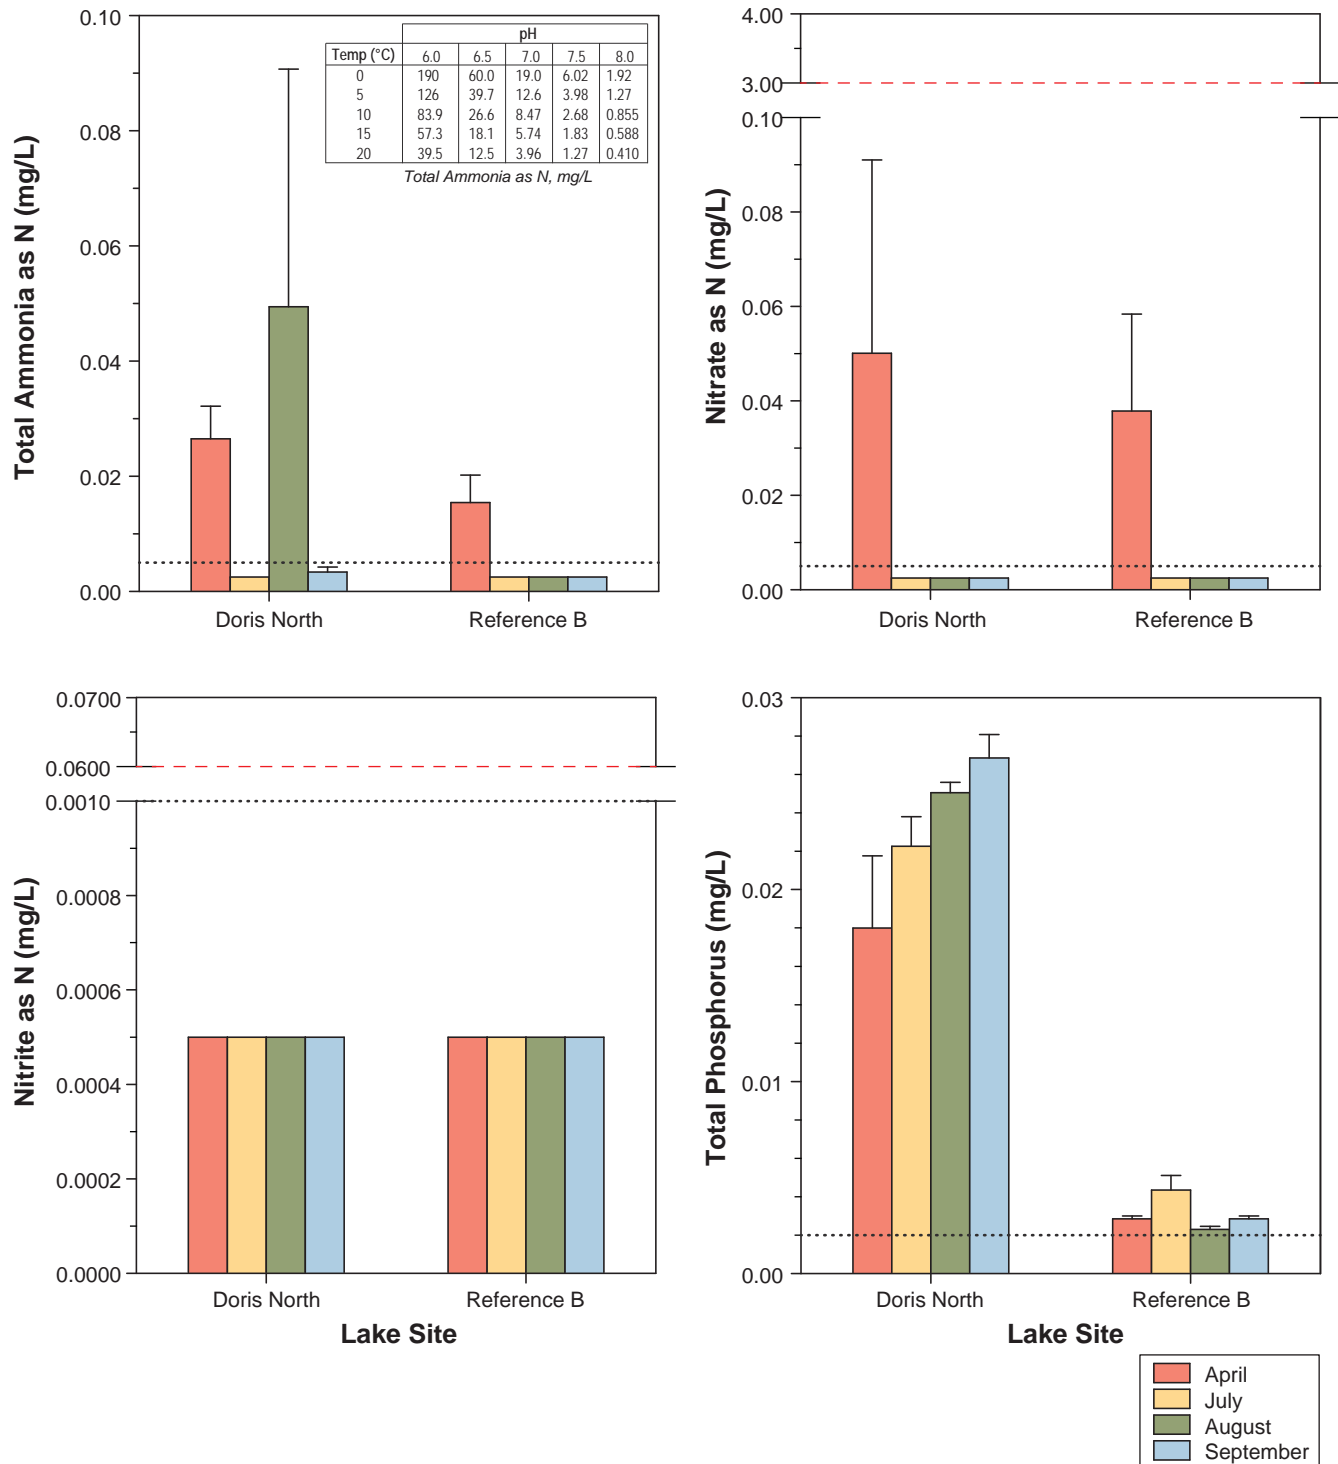 Total Ammonia as N (mg/L)
0.10
0.08
0.06
0.04
0.02
0.00
pH
Temp (°C) 6.0 6.5 7.0 7.5 8.0
0 190 60.0 19.0 6.02 1.92
5 126 39.7 12.6 3.98 1.27
10 83.9 26.6 8.47 2.68 0.855
15 57.3 18.1 5.74 1.83 0.588
20 39.5 12.5 3.96 1.27 0.410
Total Ammonia as N, mg/L
Doris North Reference B
Nitrate as N (mg/L)
4.00
3.00
0.10
0.08
0.06
0.04
0.02
0.00
Doris North Reference B
Nitrite as N (mg/L)
0.0700
0.0600
0.0010
0.0008
0.0006
0.0004
0.0002
0.0000
Doris North Reference B
Lake Site
Total Phosphorus (mg/L)
0.03
0.02
0.01
0.00
Doris North Reference B
Lake Site
April
July
August
September